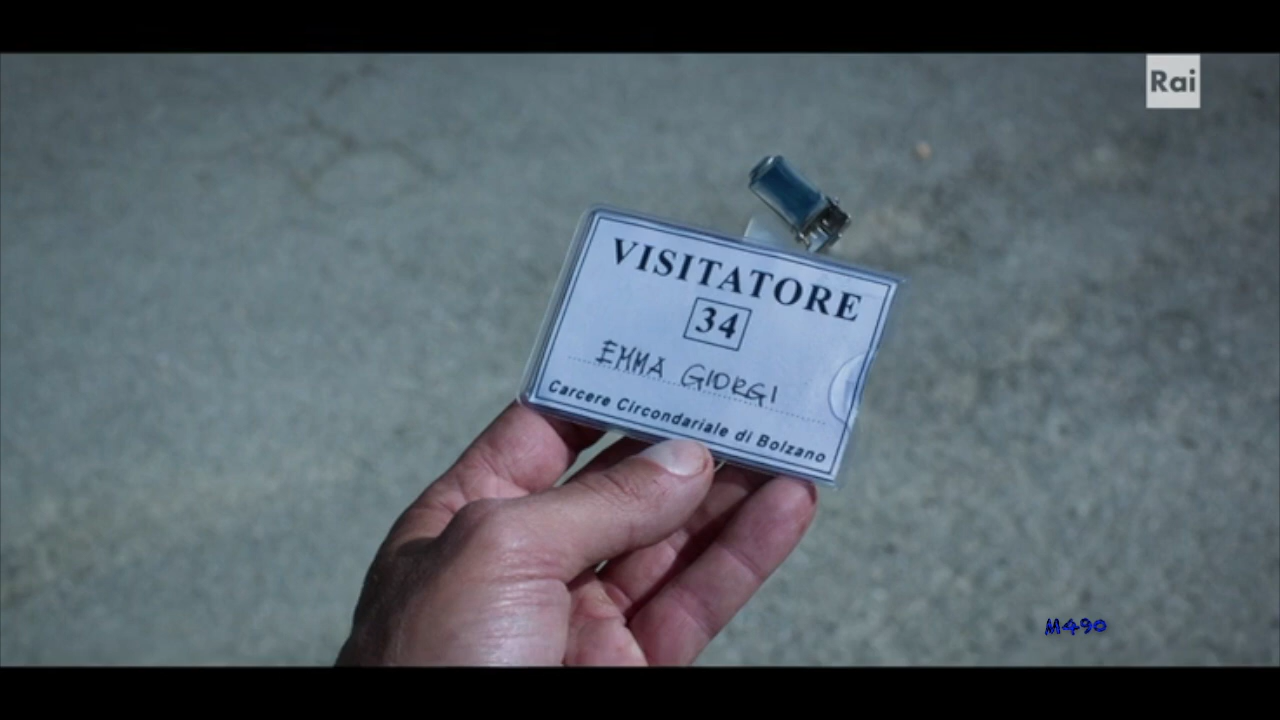 Rai
VISITATORE
34
EMMA GIORGI
Carcere Circondariale di Bolzano
M490